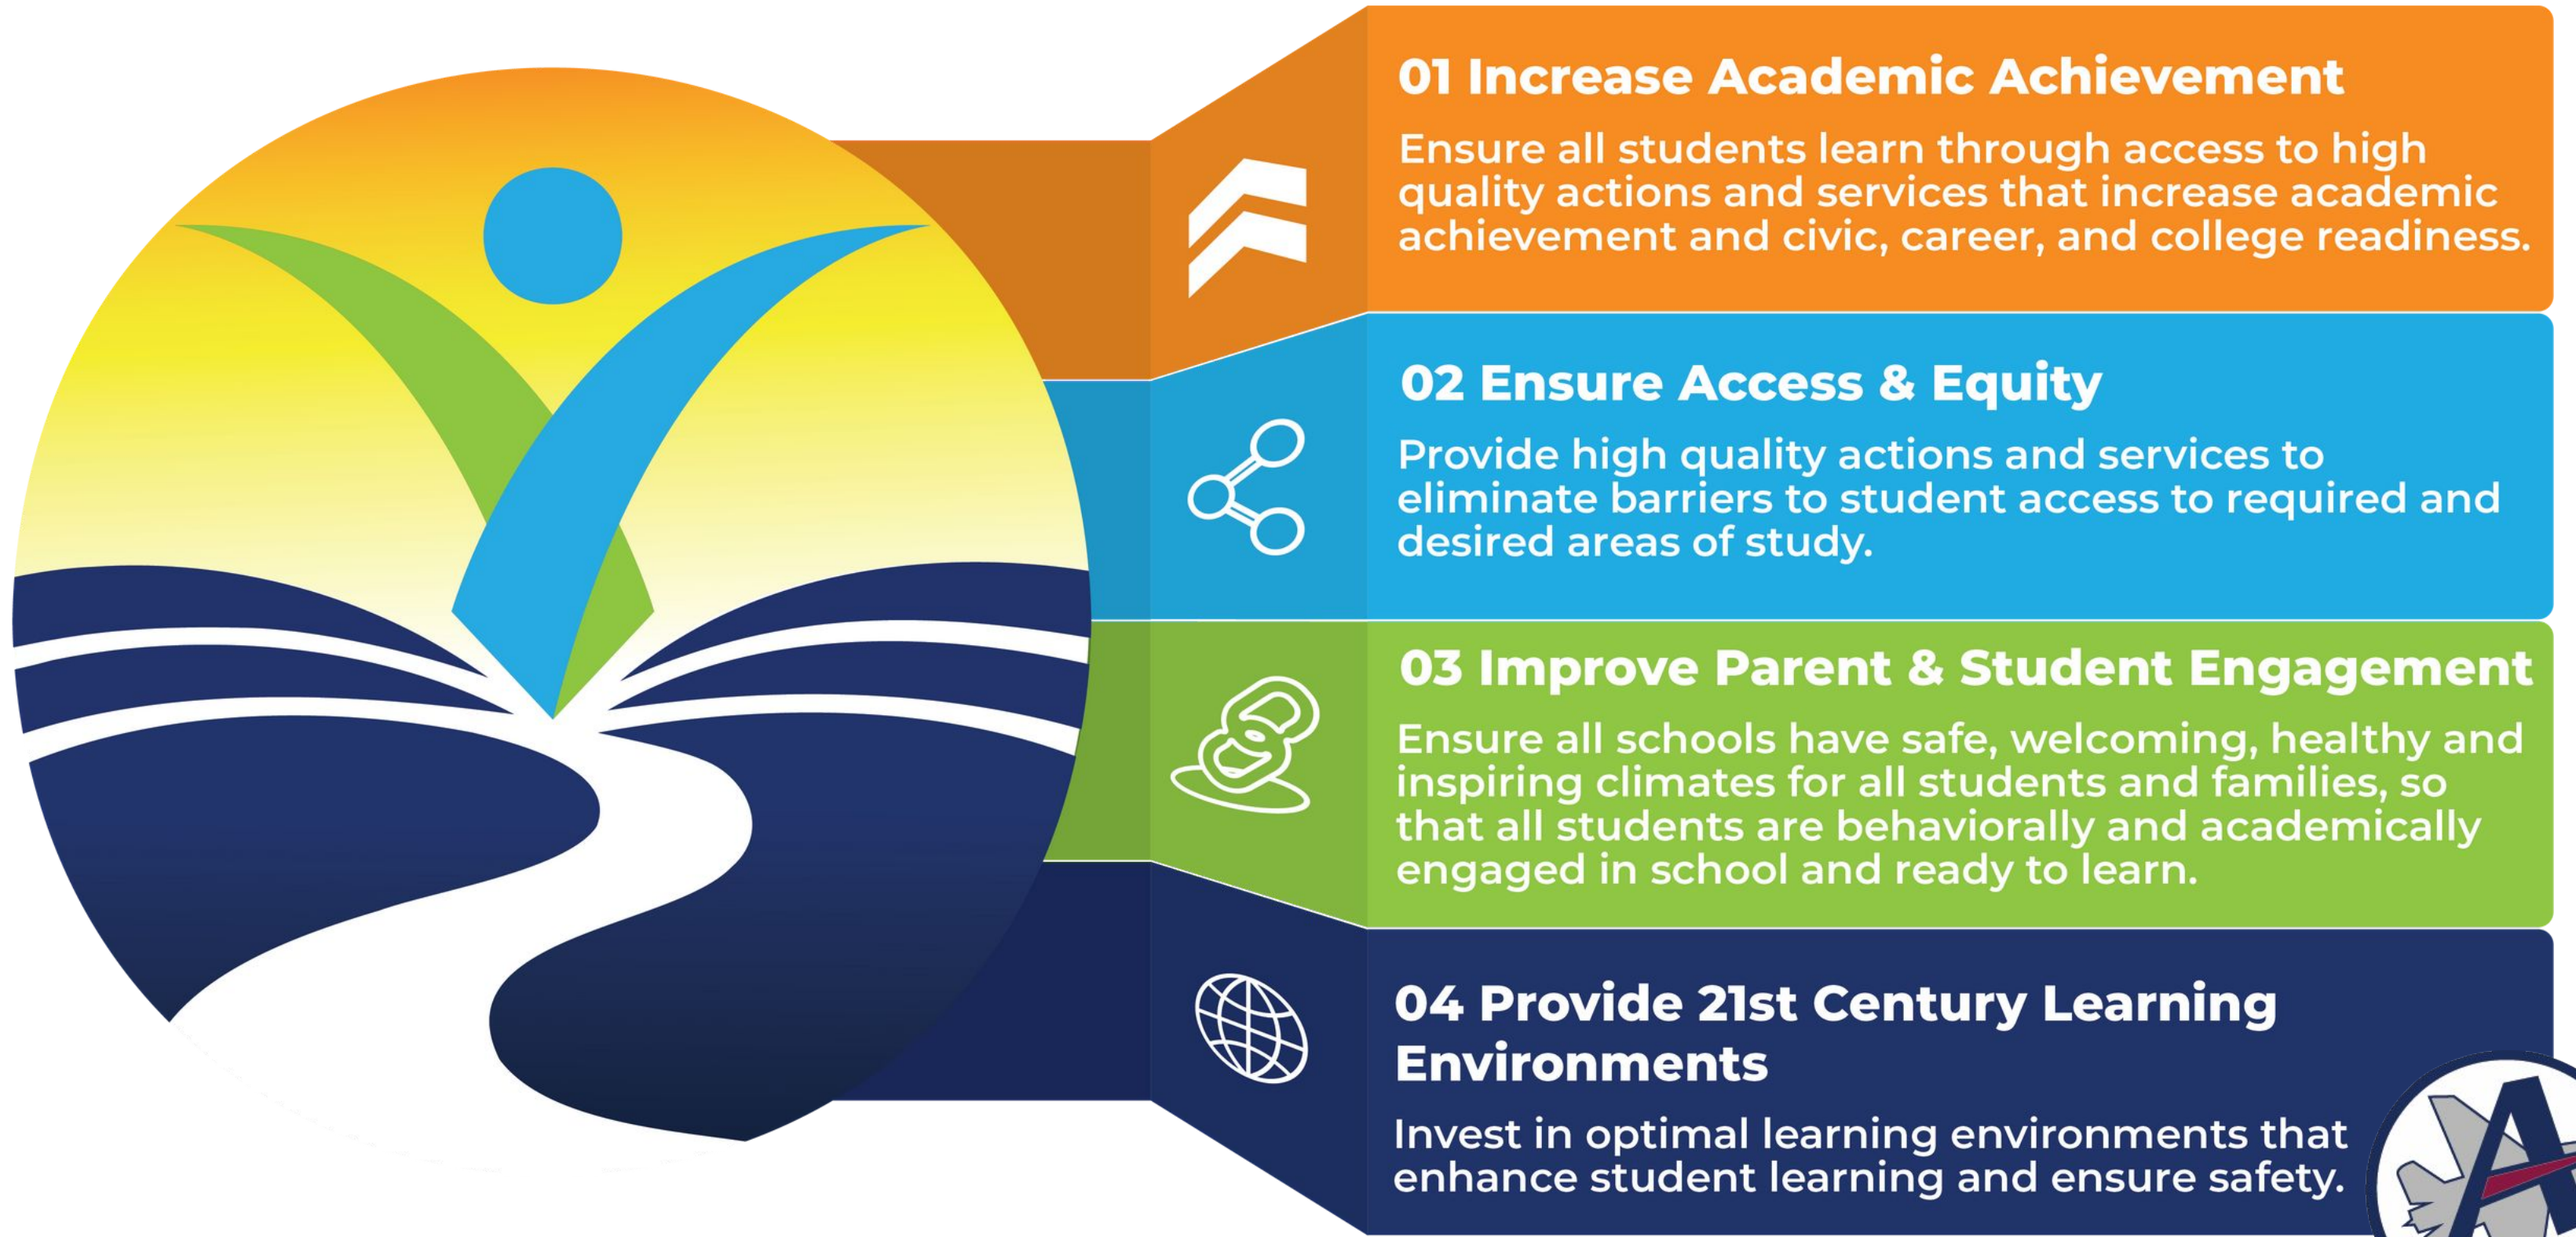 01 Increase Academic Achievement
Ensure all students learn through access to high
quality actions and services that increase academic
achievement and civic, career, and college readiness.
02 Ensure Access & Equity
Provide high quality actions and services to
eliminate barriers to student access to required and
desired areas of study.
03 Improve Parent & Student Engagement
Ensure all schools have safe, welcoming, healthy and
inspiring climates for all students and families, so
that all students are behaviorally and academically
engaged in school and ready to learn.
04 Provide 21st Century Learning
Environments
Invest in optimal learning environments that
enhance student learning and ensure safety.
A